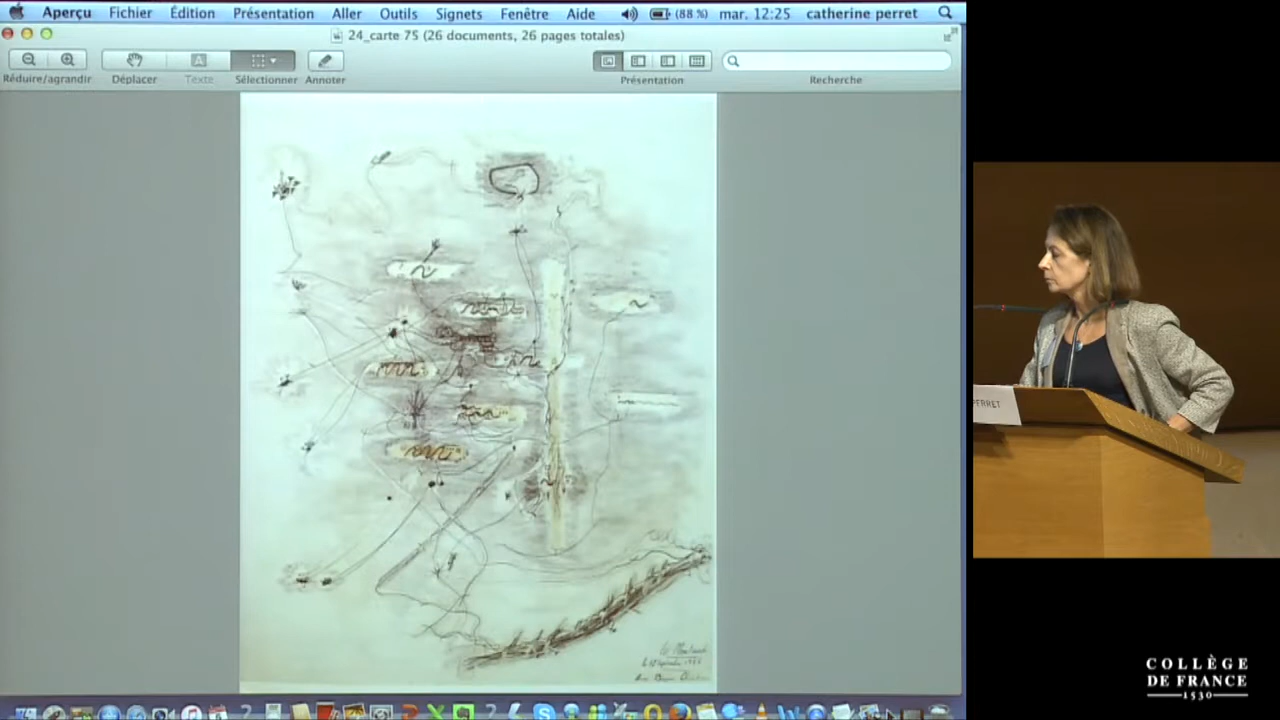 Aperçu Fichier Édition Présentation Aller Outils Signets Fenêtre Aide (88 %) mar. 12:25 catherine perret
24_carte 75 (26 documents, 26 pages totales)
Réduire/agrandir Déplacer Texte Sélectionner Annoter Présentation Recherche
PERRET
COLLÈGE
DE FRANCE
1530